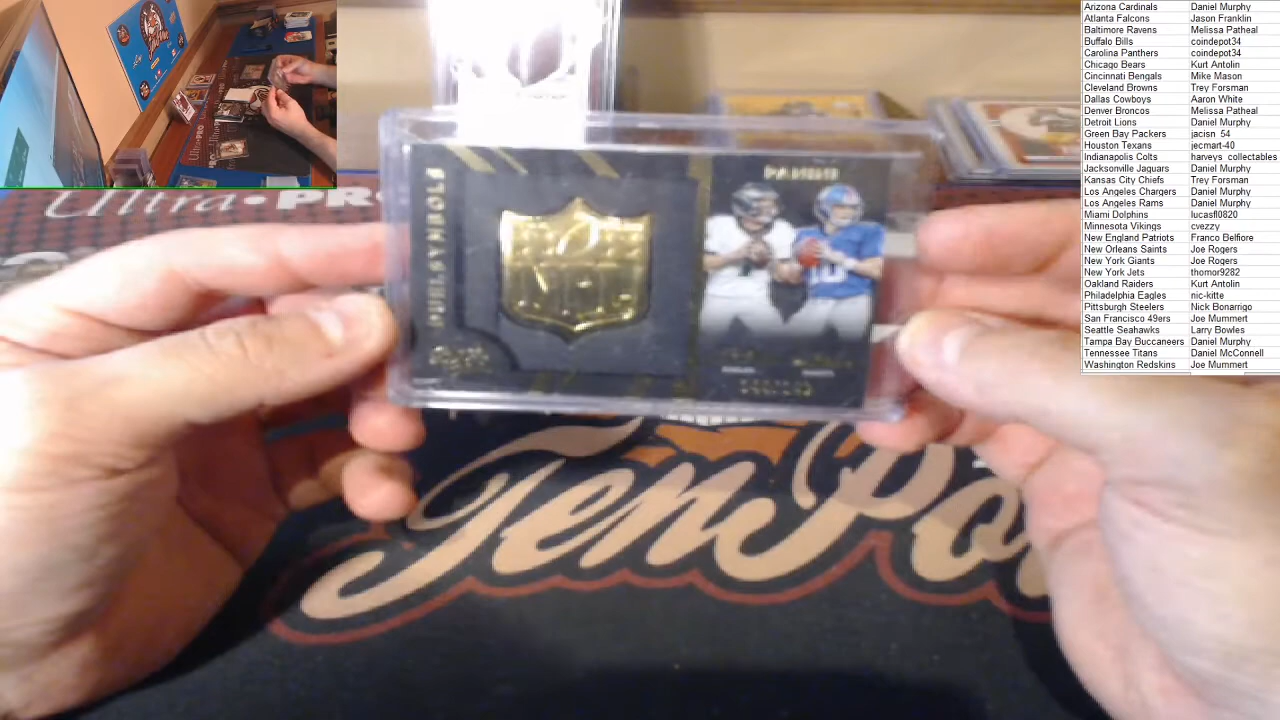 Arizona Cardinals Daniel Murphy
Atlanta Falcons Jason Franklin
Baltimore Ravens Melissa Patheal
Buffalo Bills coindepot34
Carolina Panthers coindepot34
Chicago Bears Kurt Antolin
Cincinnati Bengals Mike Mason
Cleveland Browns Trey Forsman
Dallas Cowboys Aaron White
Denver Broncos Melissa Patheal
Detroit Lions Daniel Murphy
Green Bay Packers jacisn_54
Houston Texans jecmart-40
Indianapolis Colts harveys_collectables
Jacksonville Jaguars Daniel Murphy
Kansas City Chiefs Trey Forsman
Los Angeles Chargers Daniel Murphy
Los Angeles Rams Daniel Murphy
Miami Dolphins lucasfl0820
Minnesota Vikings cvezzy
New England Patriots Franco Belfiore
New Orleans Saints Joe Rogers
New York Giants Joe Rogers
New York Jets thomor9282
Oakland Raiders Kurt Antolin
Philadelphia Eagles nic-kitte
Pittsburgh Steelers Nick Bonarrigo
San Francisco 49ers Joe Mummert
Seattle Seahawks Larry Bowles
Tampa Bay Buccaneers Daniel Murphy
Tennessee Titans Daniel McConnell
Washington Redskins Joe Mummert
Ultra•PR
PANINI
TenPo